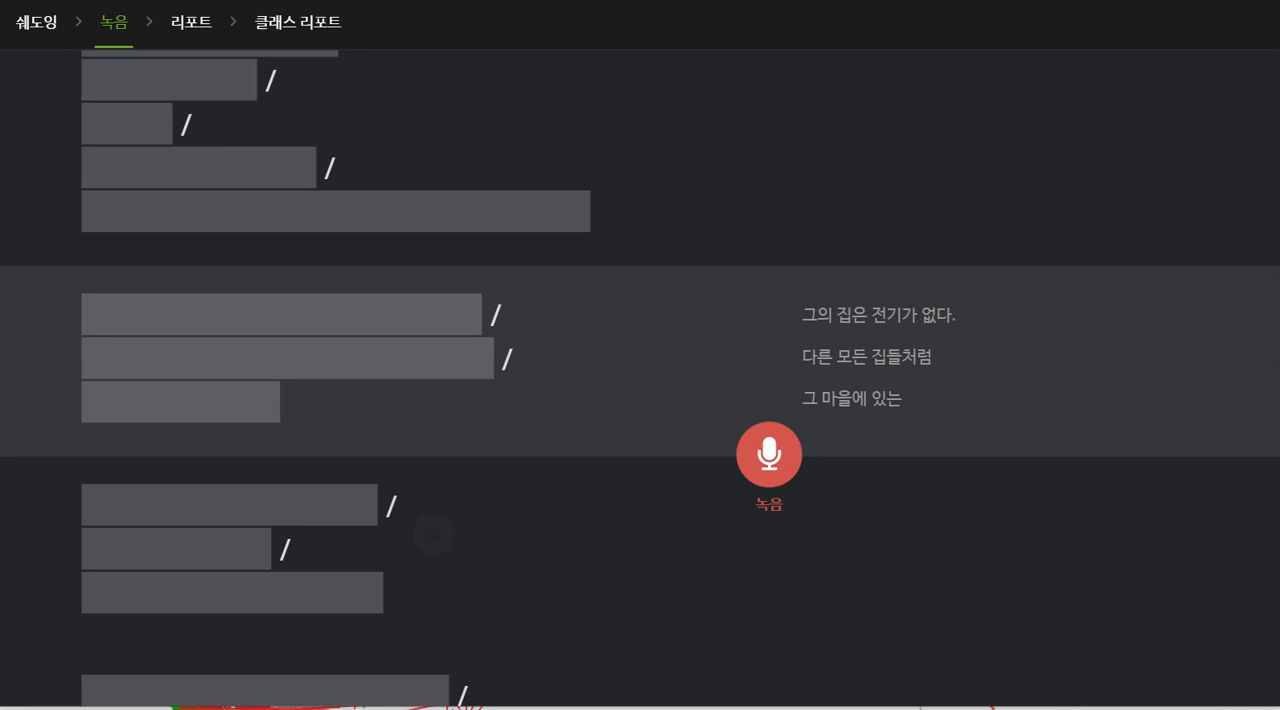 쉐도잉 > 녹음 > 리포트 > 클래스 리포트
/
/
/
/ 그의 집은 전기가 없다.
/ 다른 모든 집들처럼
그 마을에 있는
녹음
/
/
/